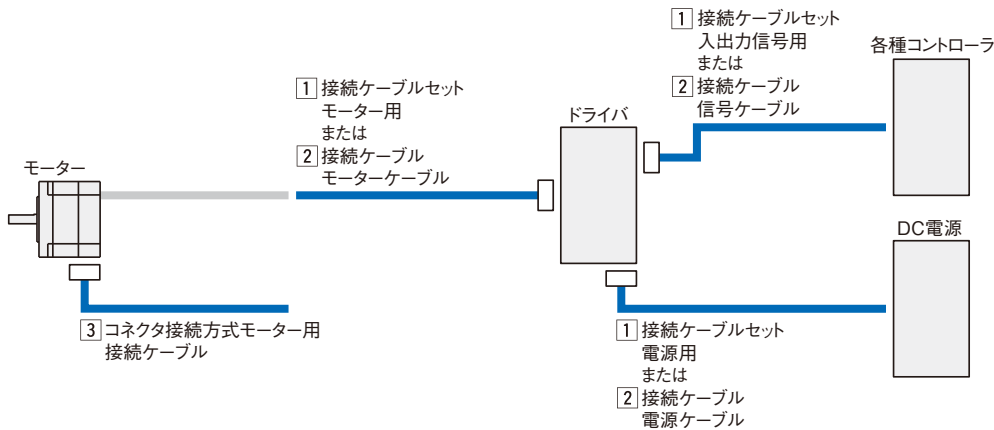 1 接続ケーブルセット
入出力信号用
または
2 接続ケーブル
信号ケーブル
各種コントローラ
1 接続ケーブルセット
モーター用
または
2 接続ケーブル
モーターケーブル
ドライバ
モーター
DC電源
3 コネクタ接続方式モーター用
接続ケーブル
1 接続ケーブルセット
電源用
または
2 接続ケーブル
電源ケーブル